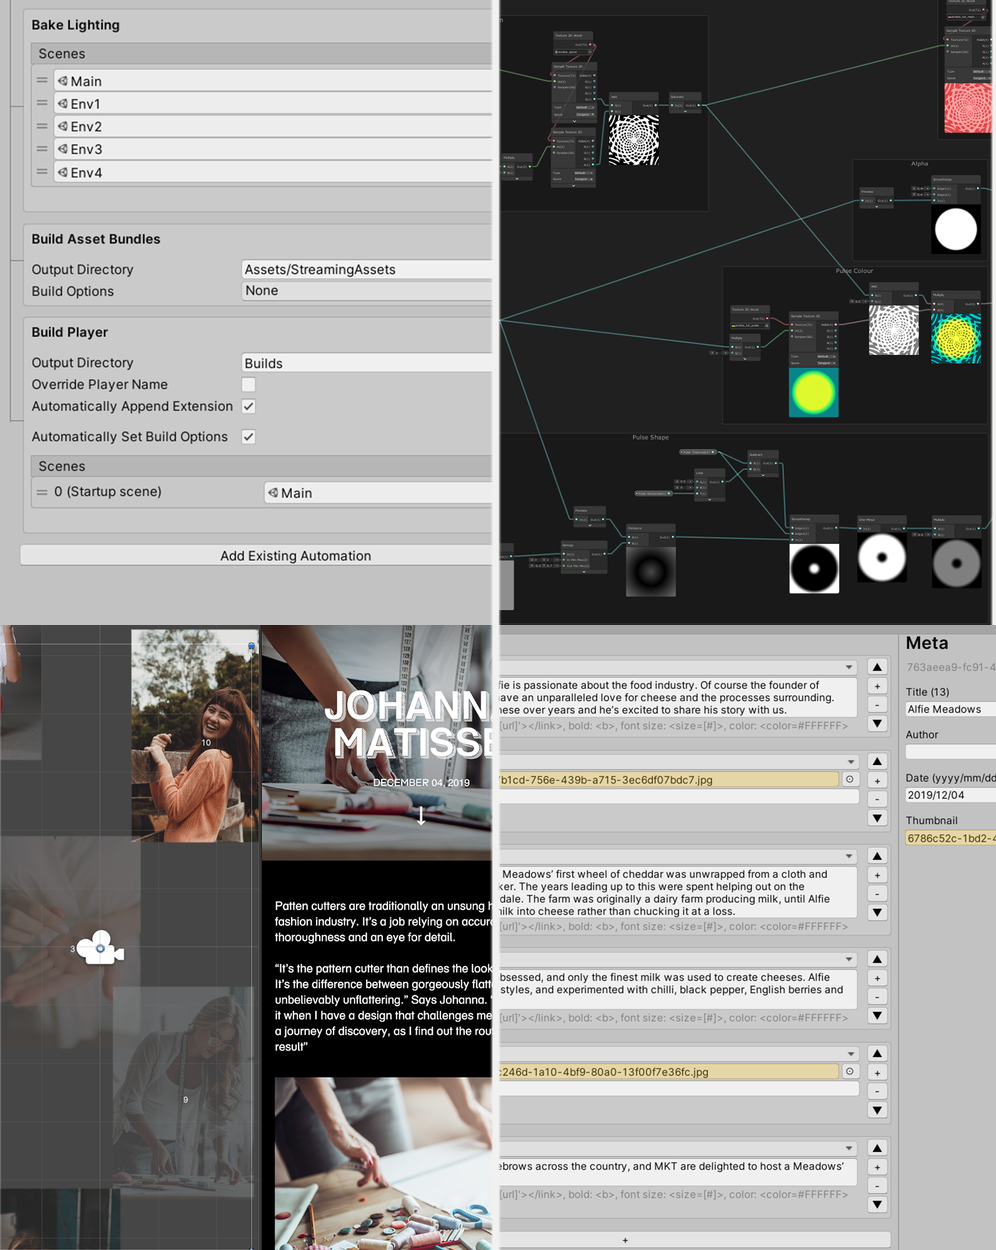 Bake Lighting
Scenes
Main
Env1
Env2
Env3
Env4
Build Asset Bundles
Output Directory
Assets/StreamingAssets
Build Options
None
Build Player
Output Directory
Builds
Override Player Name
Automatically Append Extension
Automatically Set Build Options
Scenes
0 (Startup scene)
Main
Add Existing Automation
Alpha
Pulse Colour
Pulse Shape
10
3
9
JOHANN
MATISSE
DECEMBER 04, 2019
Patten cutters are traditionally an unsung h
fashion industry. It's a job relying on accur
thoroughness and an eye for detail.
“It's the pattern cutter than defines the look
It's the difference between gorgeously flatt
unbelievably unflattering.” Says Johanna. “
it when I have a design that challenges me
a journey of discovery, as I find out the rou
result”
fie is passionate about the food industry. Of course the founder of
ave an unparalleled love for cheese and the processes surrounding.
hese over years and he's excited to share his story with us.
[url]'></link>, bold: <b>, font size: <size=[#]>, color: <color=#FFFFFF>
b1cd-756e-439b-a715-3ec6df07bdc7.jpg
Meadows' first wheel of cheddar was unwrapped from a cloth and
ker. The years leading up to this were spent helping out on the
dale. The farm was originally a dairy farm producing milk, until Alfie
milk into cheese rather than chucking it at a loss.
[url]'></link>, bold: <b>, font size: <size=[#]>, color: <color=#FFFFFF>
bsessed, and only the finest milk was used to create cheeses. Alfie
styles, and experimented with chilli, black pepper, English berries and
[url]'></link>, bold: <b>, font size: <size=[#]>, color: <color=#FFFFFF>
c246d-1a10-4bf9-80a0-13f00f7e36fc.jpg
ebrows across the country, and MKT are delighted to host a Meadows'
[url]'></link>, bold: <b>, font size: <size=[#]>, color: <color=#FFFFFF>
+
Meta
763aeea9-fc91-4
Title (13)
Alfie Meadows
Author
Date (yyyy/mm/dd
2019/12/04
Thumbnail
6786c52c-1bd2-4